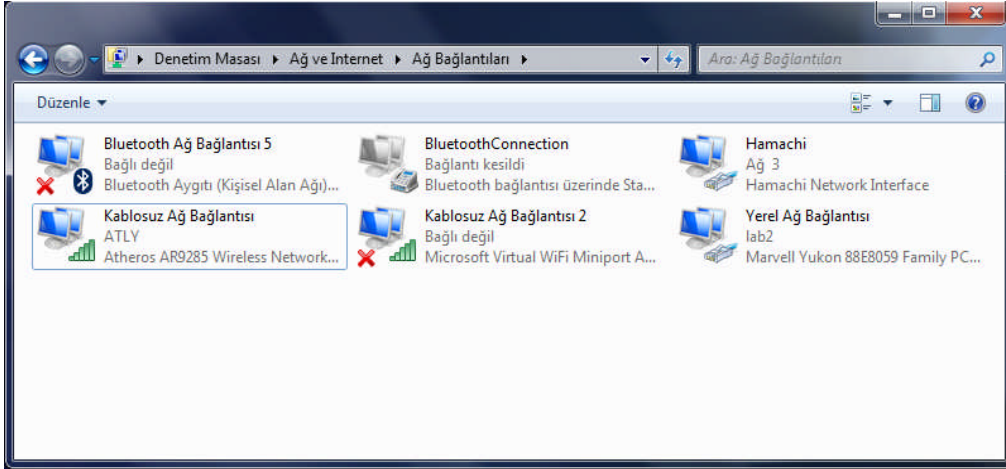 Denetim Masası ▸ Ağ ve Internet ▸ Ağ Bağlantıları ▸
Ara: Ağ Bağlantıları
Düzenle
Bluetooth Ağ Bağlantısı 5
Bağlı değil
Bluetooth Aygıtı (Kişisel Alan Ağı)...
BluetoothConnection
Bağlantı kesildi
Bluetooth bağlantısı üzerinde Sta...
Hamachi
Ağ 3
Hamachi Network Interface
Kablosuz Ağ Bağlantısı
ATLY
Atheros AR9285 Wireless Network...
Kablosuz Ağ Bağlantısı 2
Bağlı değil
Microsoft Virtual WiFi Miniport A...
Yerel Ağ Bağlantısı
lab2
Marvell Yukon 88E8059 Family PC...